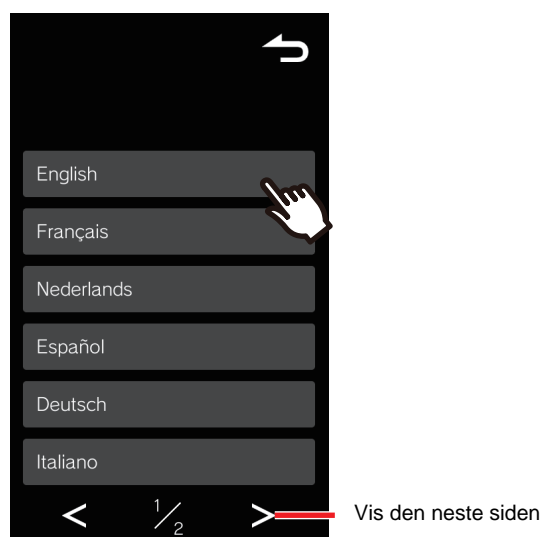 English
Français
Nederlands
Español
Deutsch
Italiano
< 1/2 >
Vis den neste siden